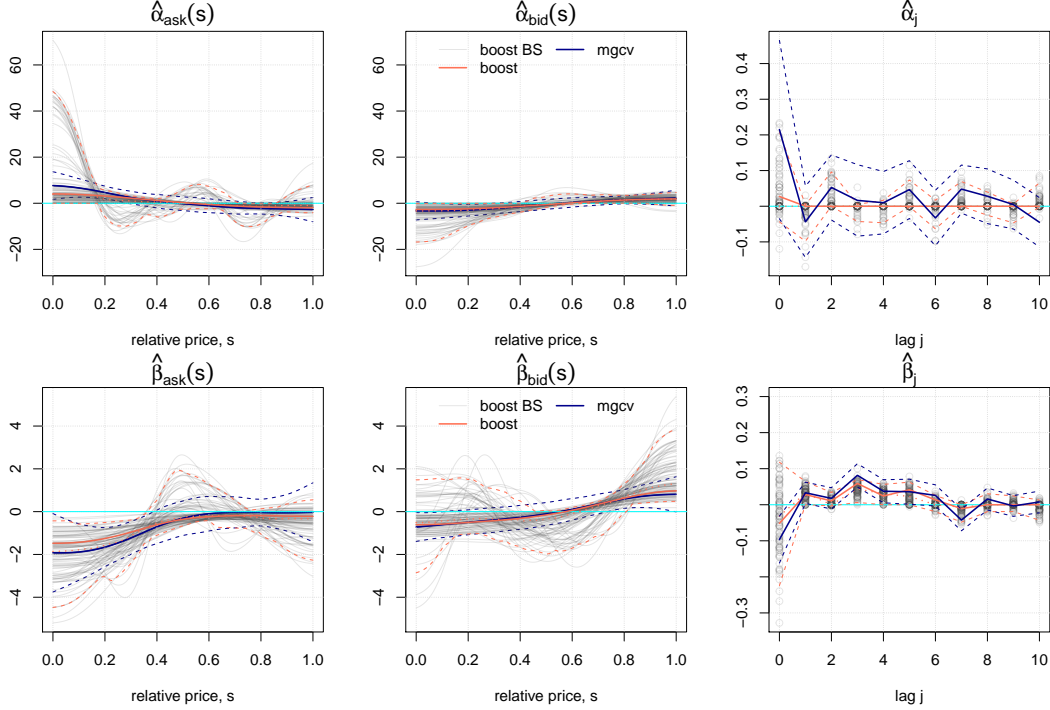 α̂ask(s)
60
40
20
0
−20
0.0 0.2 0.4 0.6 0.8 1.0
relative price, s
α̂bid(s)
boost BS
boost
mgcv
60
40
20
0
−20
0.0 0.2 0.4 0.6 0.8 1.0
relative price, s
α̂j
0.4
0.3
0.2
0.1
−0.1
0 2 4 6 8 10
lag j
β̂ask(s)
4
2
0
−2
−4
0.0 0.2 0.4 0.6 0.8 1.0
relative price, s
β̂bid(s)
boost BS
boost
mgcv
4
2
0
−2
−4
0.0 0.2 0.4 0.6 0.8 1.0
relative price, s
β̂j
0.3
0.1
−0.1
−0.3
0 2 4 6 8 10
lag j